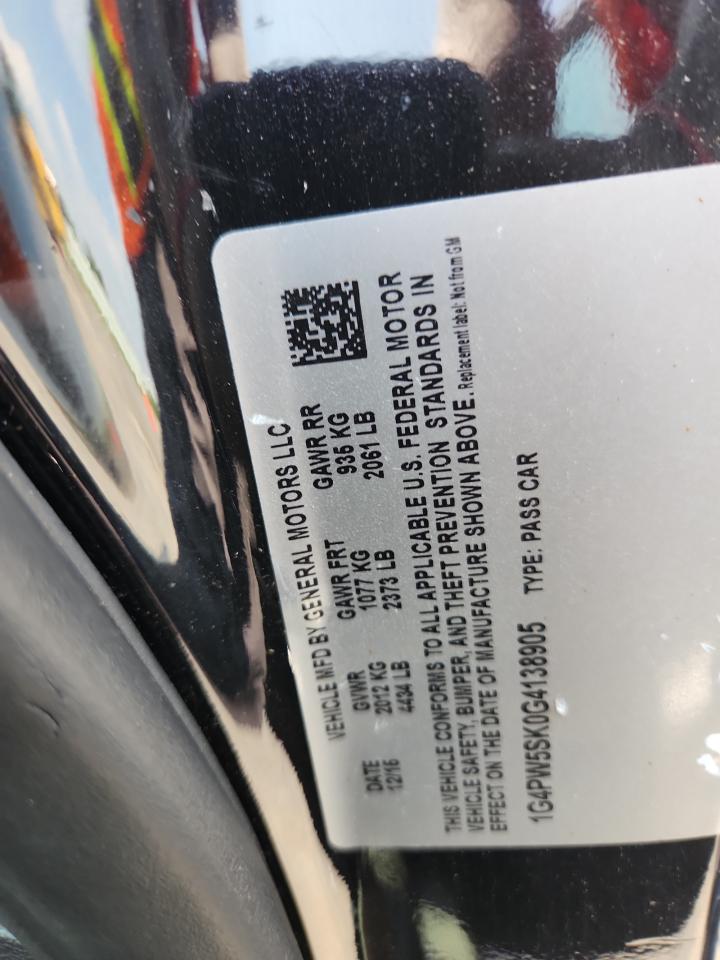 VEHICLE MFD BY GENERAL MOTORS LLC
DATE GVWR GAWR FRT GAWR RR
12/15 2012 KG 1077 KG 935 KG
4434 LB 2373 LB 2061 LB
THIS VEHICLE CONFORMS TO ALL APPLICABLE U.S. FEDERAL MOTOR
VEHICLE SAFETY, BUMPER, AND THEFT PREVENTION STANDARDS IN
EFFECT ON THE DATE OF MANUFACTURE SHOWN ABOVE. Replacement label: Not from GM
1G4PW5SK0G4138905 TYPE: PASS CAR